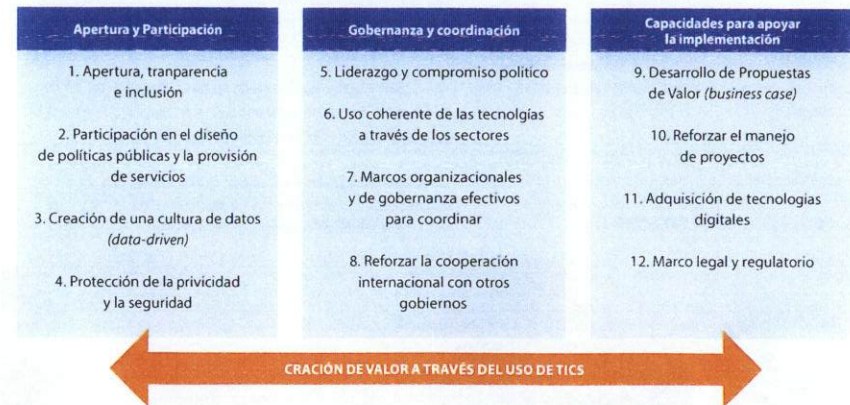 Apertura y Participación
1. Apertura, tranparencia
e inclusión
2. Participación en el diseño
de políticas públicas y la provisión
de servicios
3. Creación de una cultura de datos
(data-driven)
4. Protección de la privicidad
y la seguridad
Gobernanza y coordinación
5. Liderazgo y compromiso político
6. Uso coherente de las tecnolgías
a través de los sectores
7. Marcos organizacionales
y de gobernanza efectivos
para coordinar
8. Reforzar la cooperación
internacional con otros
gobiernos
Capacidades para apoyar
la implementación
9. Desarrollo de Propuestas
de Valor (business case)
10. Reforzar el manejo
de proyectos
11. Adquisición de tecnologias
digitales
12. Marco legal y regulatorio
CRACIÓN DE VALOR A TRAVÉS DEL USO DE TICS